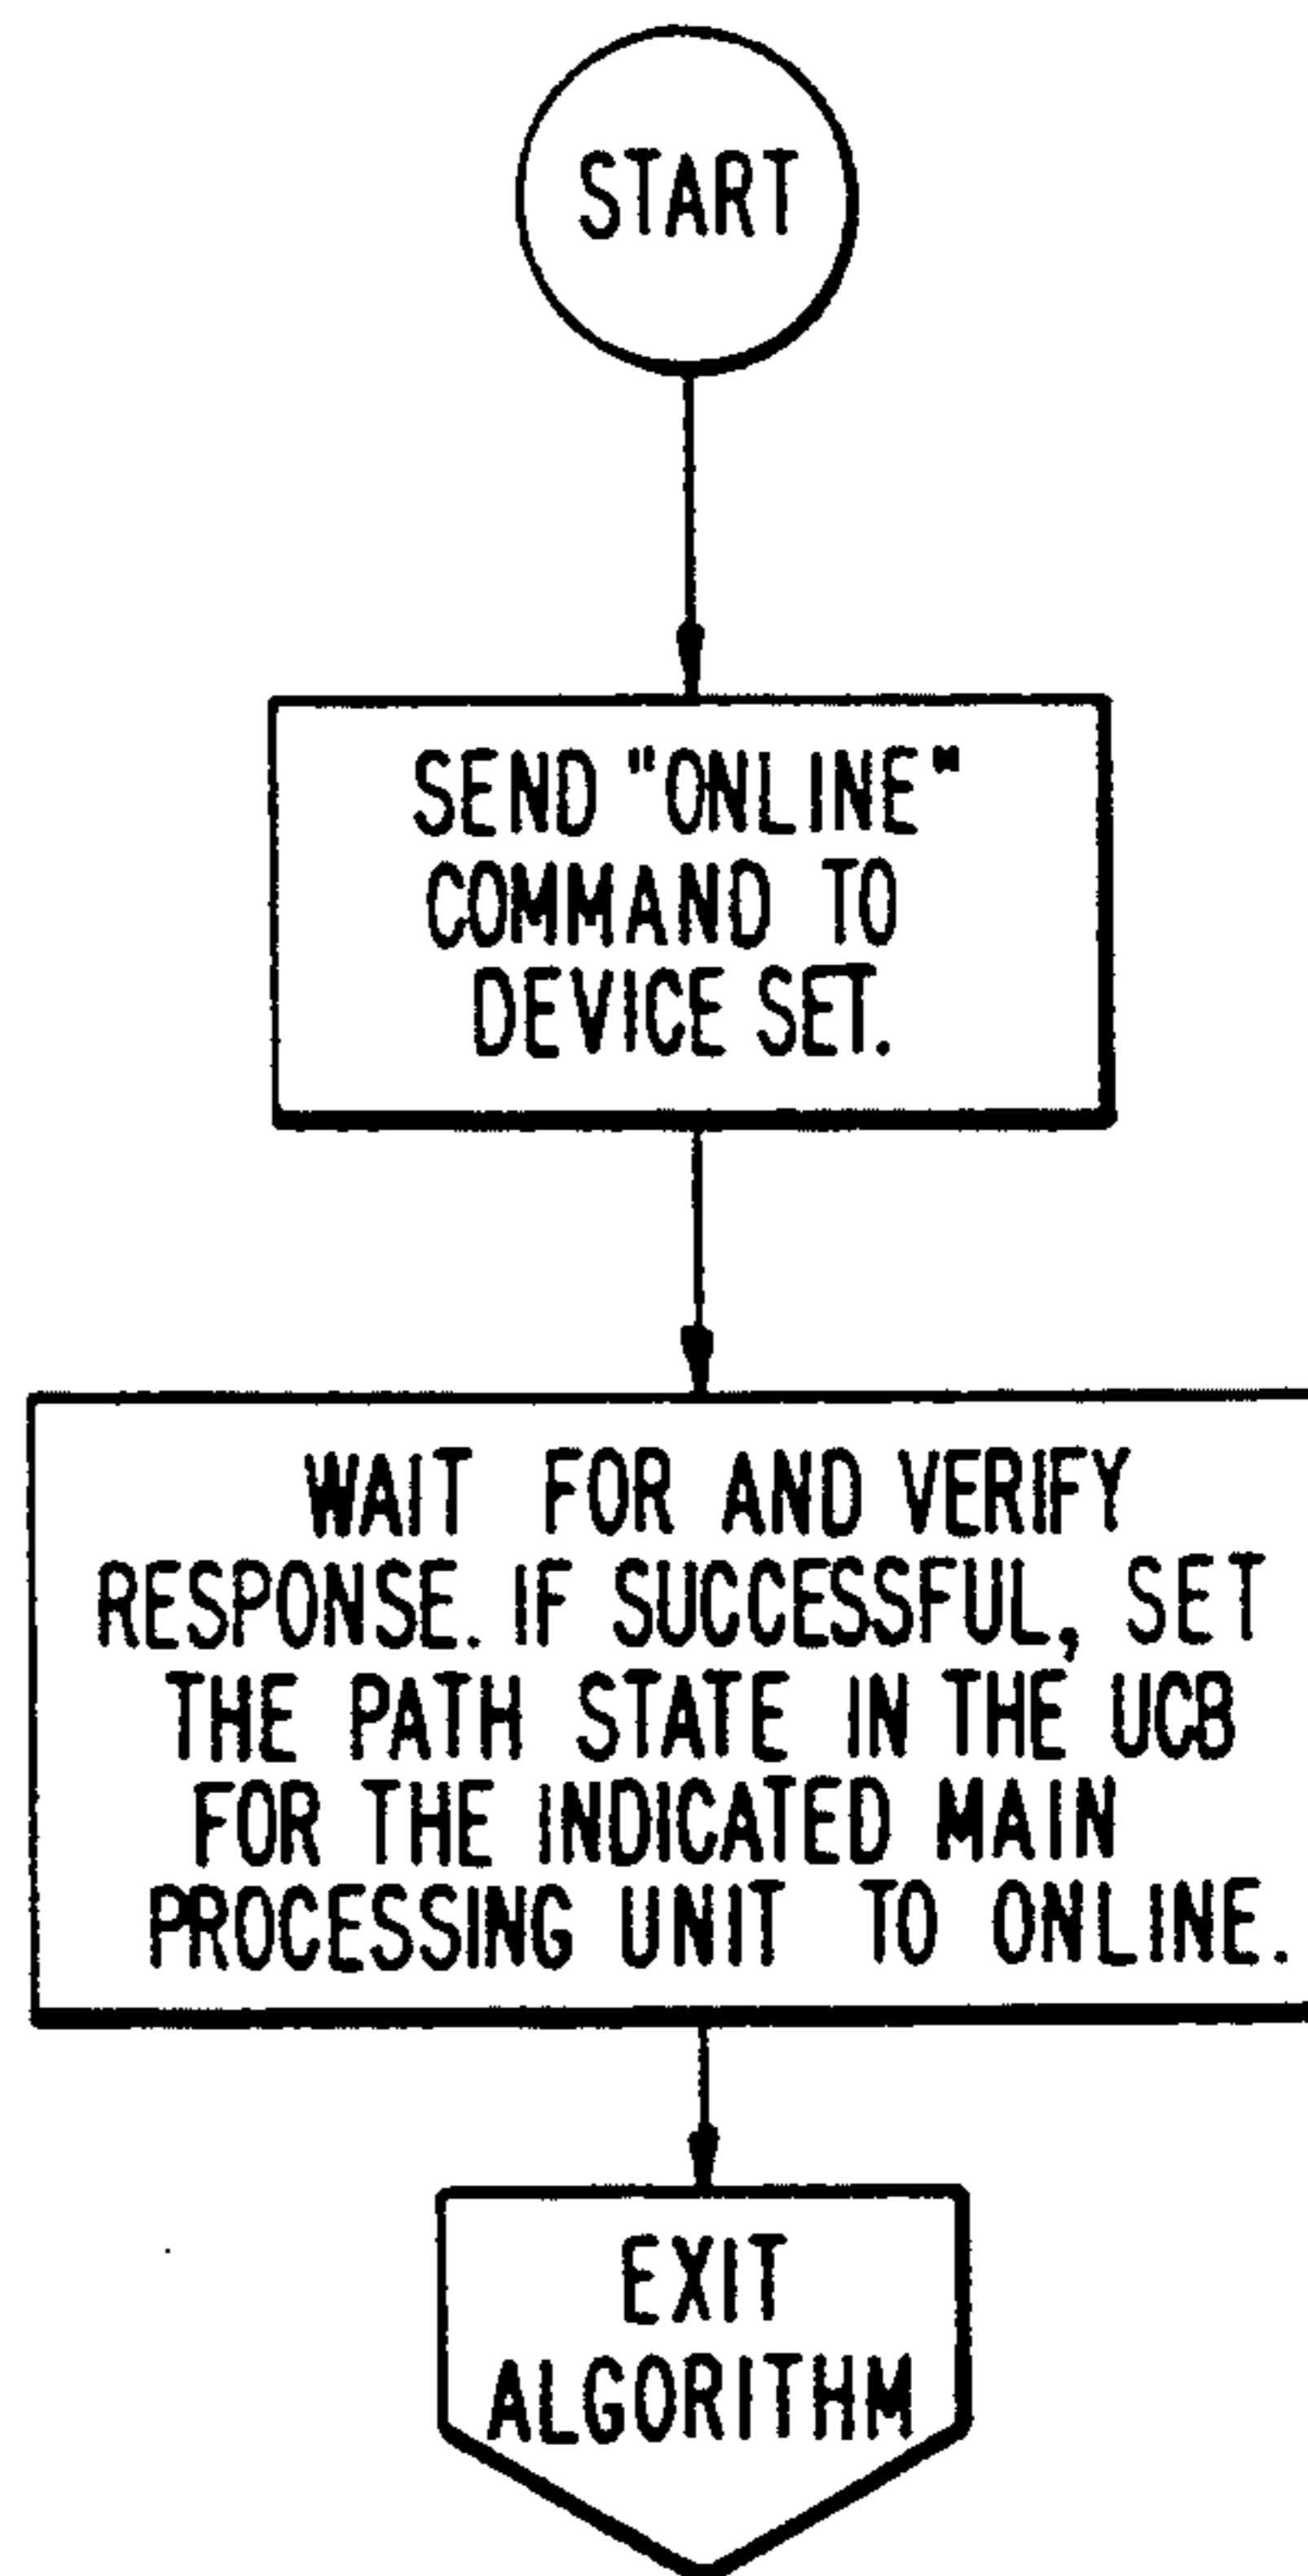 START
SEND "ONLINE"
COMMAND TO
DEVICE SET.
WAIT FOR AND VERIFY
RESPONSE. IF SUCCESSFUL, SET
THE PATH STATE IN THE UCB
FOR THE INDICATED MAIN
PROCESSING UNIT TO ONLINE.
EXIT
ALGORITHM